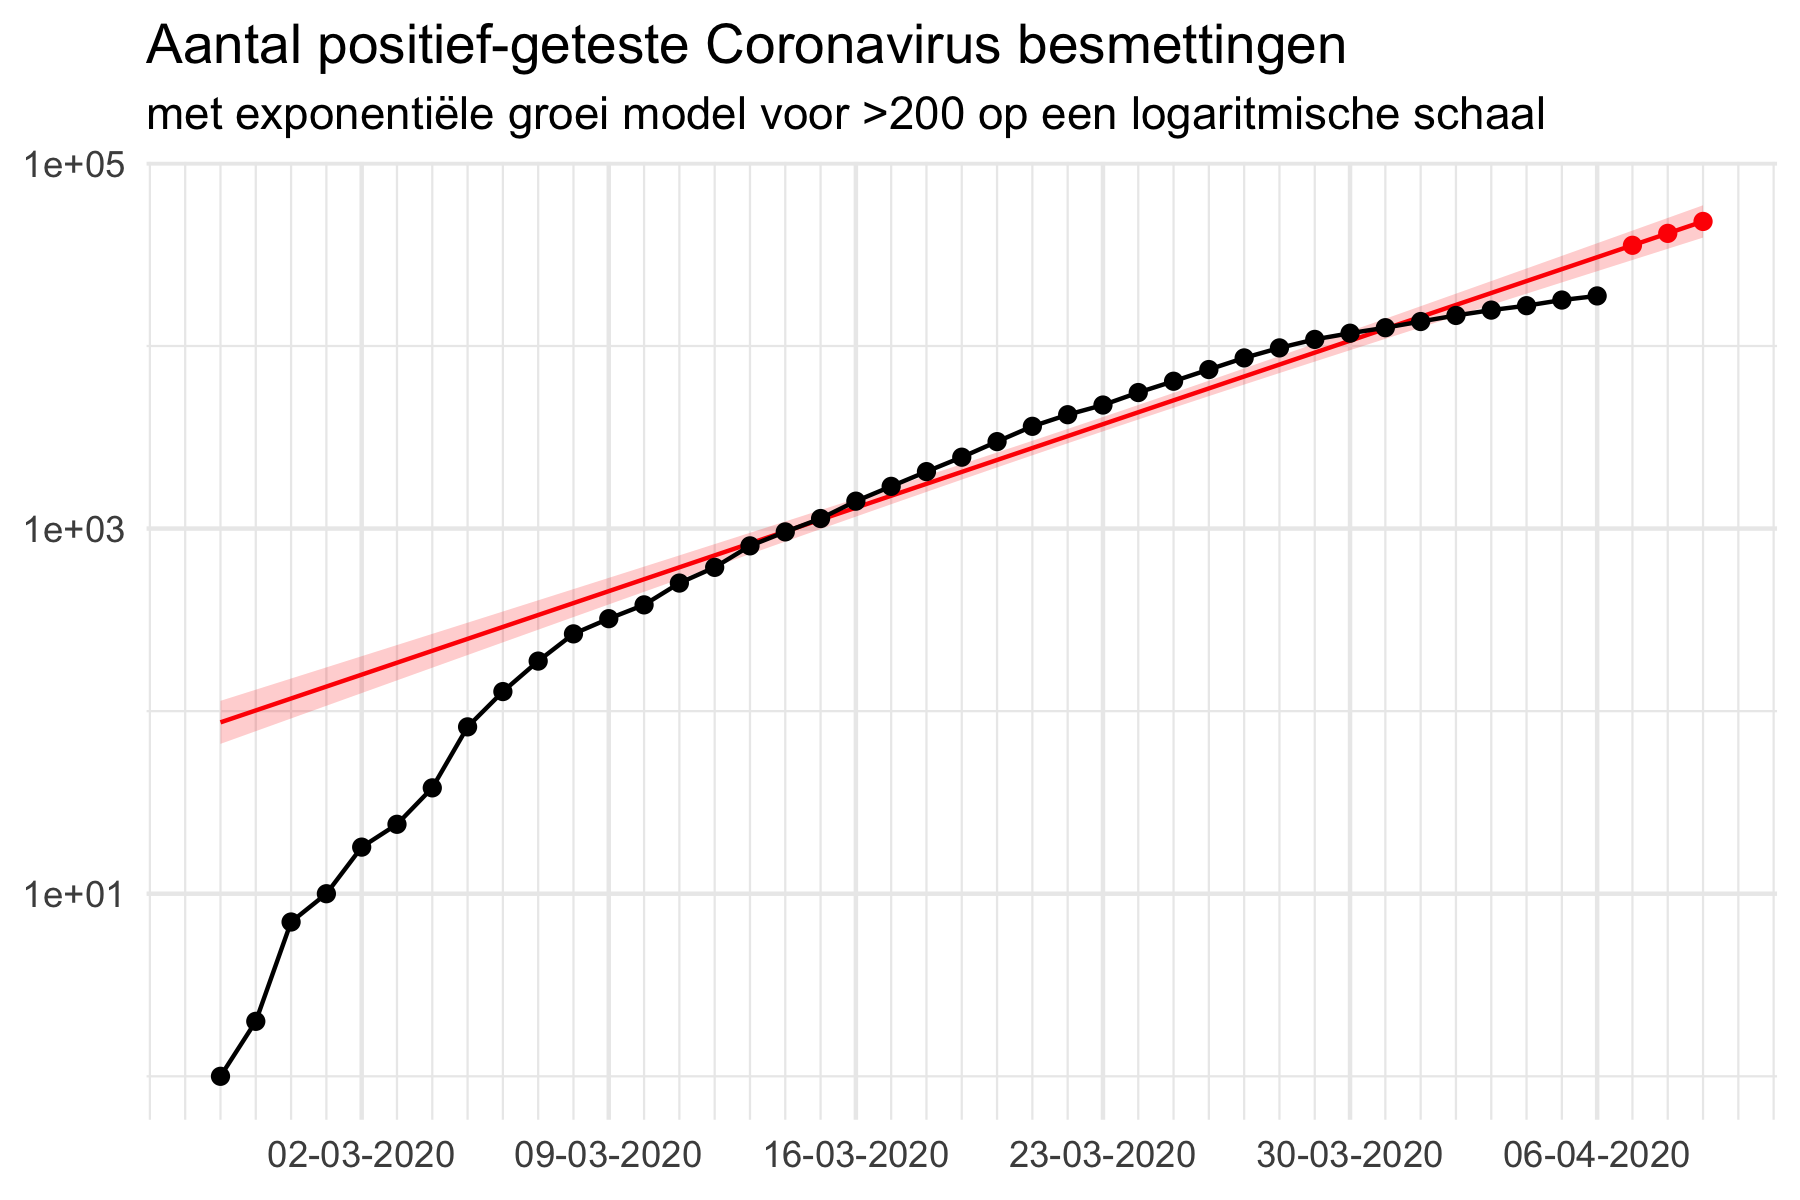 Aantal positief-geteste Coronavirus besmettingen
met exponentiële groei model voor >200 op een logaritmische schaal
1e+05
1e+03
1e+01
02-03-2020 09-03-2020 16-03-2020 23-03-2020 30-03-2020 06-04-2020